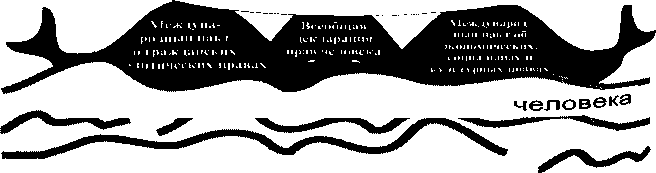 Междуна-
родный пакт
о гражданских
политических правах
Всеобщая
декларация
прав человека
Международ
ный пакт об
экономических,
социальных и
культурных правах
человека